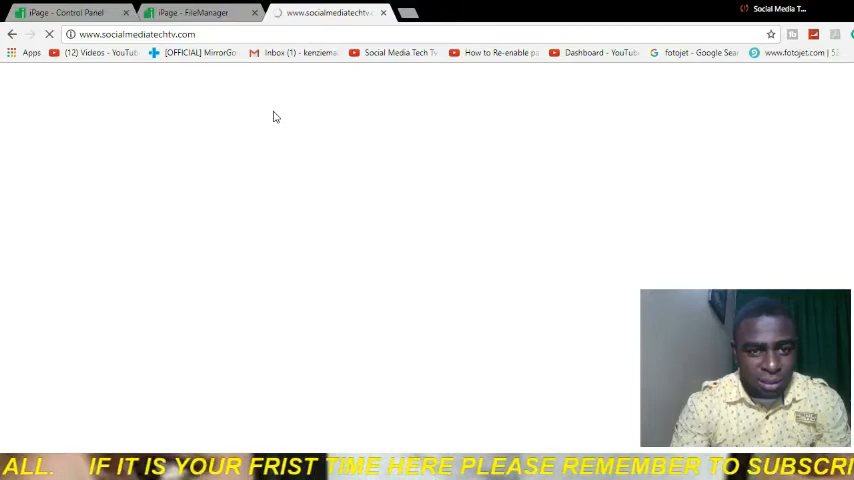 iPage - Control Panel
iPage - FileManager
www.socialmediatechtv.c
Social Media T...
www.socialmediatechtv.com
Apps
(12) Videos - YouTub
[OFFICIAL] MirrorGo
Inbox (1) - kenziema
Social Media Tech Tv
How to Re-enable pa
Dashboard - YouTube
fotojet - Google Sear
www.fotojet.com | 52
ALL. IF IT IS YOUR FRIST TIME HERE PLEASE REMEMBER TO SUBSCRI